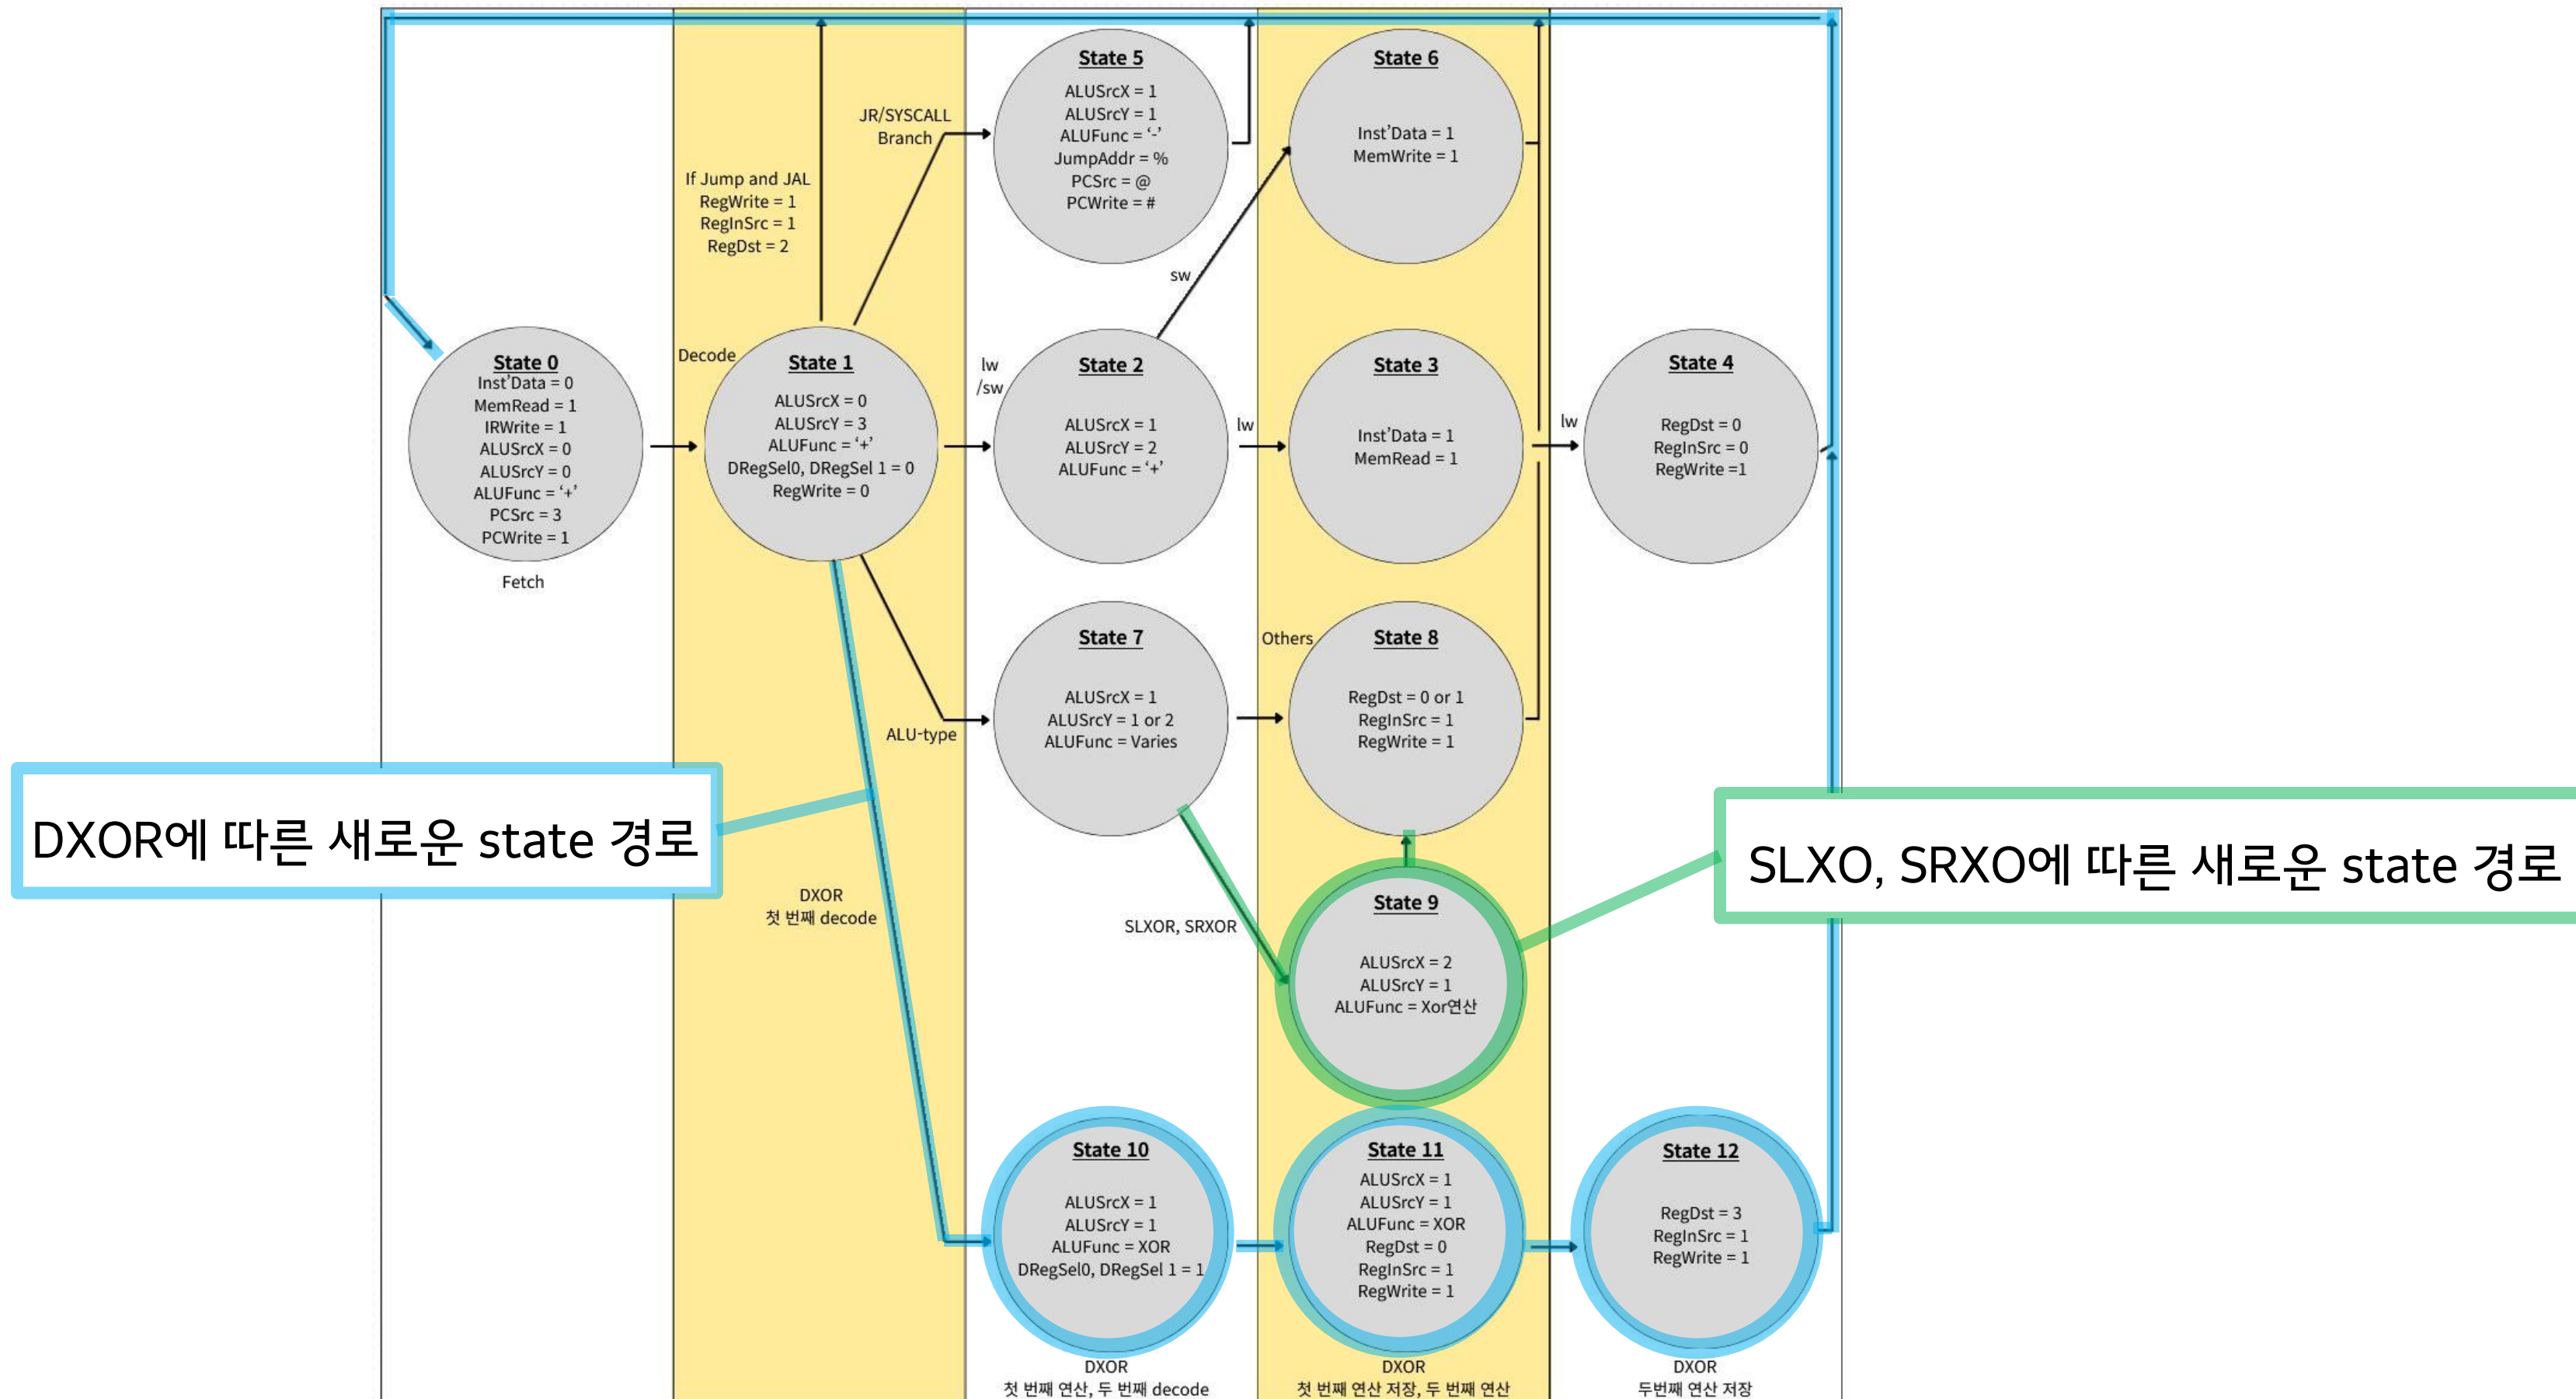 State 5
ALUSrcX = 1
ALUSrcY = 1
ALUFunc = ‘-’
JumpAddr = %
PCSrc = @
PCWrite = #
State 6
Inst’Data = 1
MemWrite = 1
JR/SYSCALL
Branch
If Jump and JAL
RegWrite = 1
RegInSrc = 1
RegDst = 2
sw
Decode
State 0
Inst’Data = 0
MemRead = 1
IRWrite = 1
ALUSrcX = 0
ALUSrcY = 0
ALUFunc = ‘+’
PCSrc = 3
PCWrite = 1
Fetch
State 1
ALUSrcX = 0
ALUSrcY = 3
ALUFunc = ‘+’
DRegSel0, DRegSel 1 = 0
RegWrite = 0
lw
/sw
State 2
ALUSrcX = 1
ALUSrcY = 2
ALUFunc = ‘+’
lw
State 3
Inst’Data = 1
MemRead = 1
lw
State 4
RegDst = 0
RegInSrc = 0
RegWrite =1
ALU-type
State 7
ALUSrcX = 1
ALUSrcY = 1 or 2
ALUFunc = Varies
Others
State 8
RegDst = 0 or 1
RegInSrc = 1
RegWrite = 1
DXOR에 따른 새로운 state 경로
SLXO, SRXO에 따른 새로운 state 경로
DXOR
첫 번째 decode
SLXOR, SRXOR
State 9
ALUSrcX = 2
ALUSrcY = 1
ALUFunc = Xor연산
State 10
ALUSrcX = 1
ALUSrcY = 1
ALUFunc = XOR
DRegSel0, DRegSel 1 = 1
DXOR
첫 번째 연산, 두 번째 decode
State 11
ALUSrcX = 1
ALUSrcY = 1
ALUFunc = XOR
RegDst = 0
RegInSrc = 1
RegWrite = 1
DXOR
첫 번째 연산 저장, 두 번째 연산
State 12
RegDst = 3
RegInSrc = 1
RegWrite = 1
DXOR
두번째 연산 저장